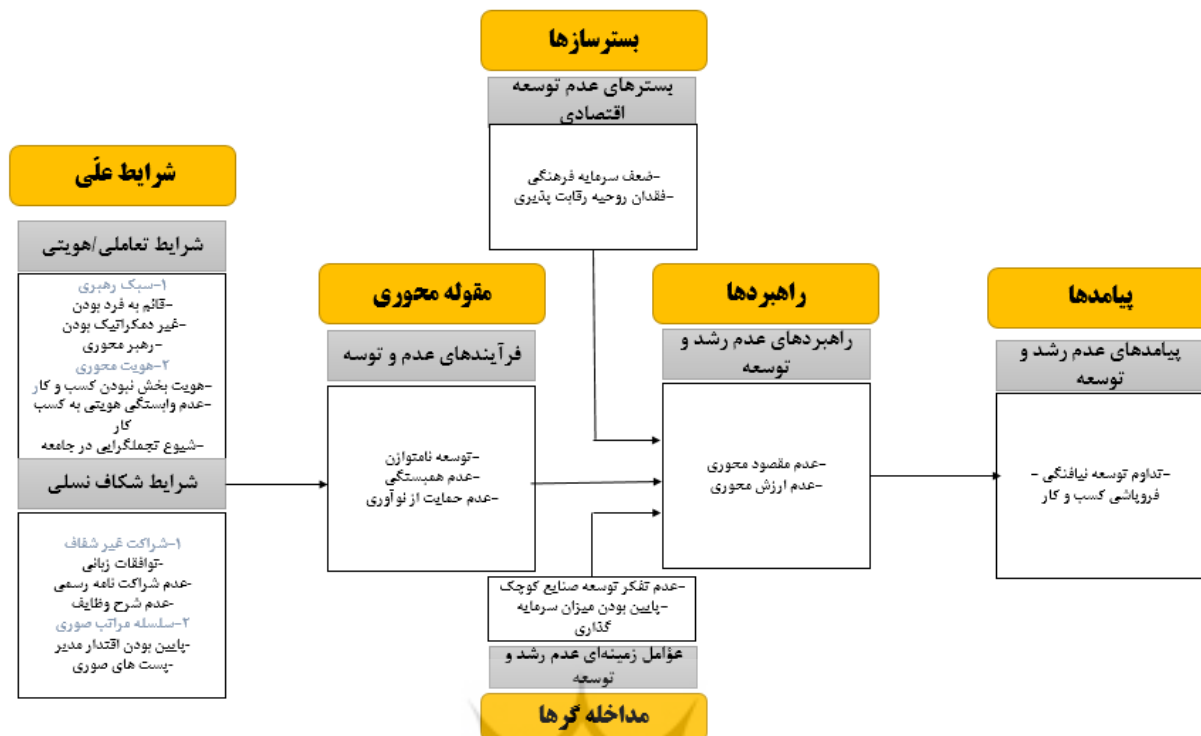 بسترسازها
بسترهای عدم توسعه
اقتصادی
-ضعف سرمایه فرهنگی
-فقدان روحیه رقابت پذیری
شرایط علّی
شرایط تعاملی/هویتی
۱-سبک رهبری
-قائم به فرد بودن
-غیر دمکراتیک بودن
-رهبر محوری
۲-هویت محوری
-هویت بخش نبودن کسب و کار
-عدم وابستگی هویتی به کسب
کار
-شیوع تجملگرایی در جامعه
شرایط شکاف نسلی
۱-شراکت غیر شفاف
-توافقات زبانی
-عدم شراکت نامه رسمی
-عدم شرح وظایف
۲-سلسله مراتب صوری
-پایین بودن اقتدار مدیر
-پست های صوری
مقوله محوری
فرآیندهای عدم و توسه
-توسعه نامتوازن
-عدم همبستگی
-عدم حمایت از نوآوری
راهبردها
راهبردهای عدم رشد و
توسعه
-عدم مقصود محوری
-عدم ارزش محوری
پیامدها
پیامدهای عدم رشد و
توسعه
-تداوم توسعه نیافتگی -
فروپاشی کسب و کار
-عدم تفکر توسعه صنایع کوچک
-پایین بودن میزان سرمایه
گذاری
عؤامل زمینه‌ای عدم رشد و
توسعه
مداخله گرها